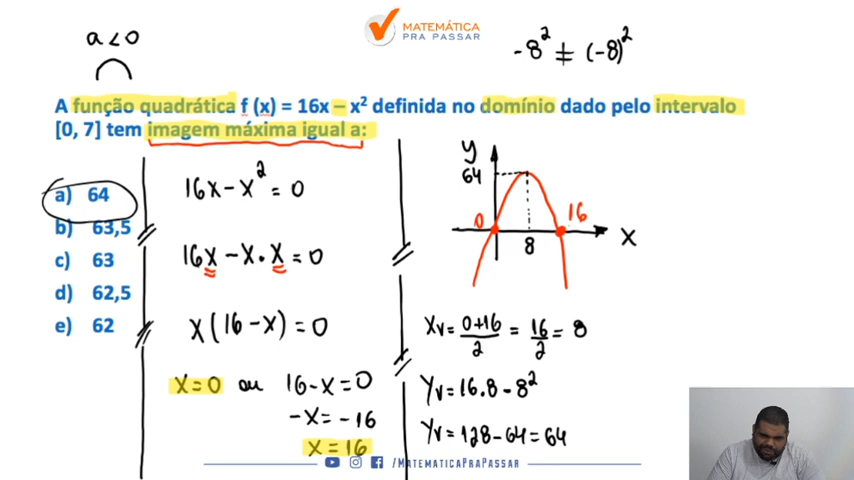 MATEMÁTICA
PRA PASSAR
a < 0
-8² ≠ (-8)²
A função quadrática f (x) = 16x – x² definida no domínio dado pelo intervalo
[0, 7] tem imagem máxima igual a:
a) 64
b) 63,5
c) 63
d) 62,5
e) 62
16x - x² = 0
16x - x · x = 0
x(16 - x) = 0
x = 0 ou 16 - x = 0
-x = -16
x = 16
y
64
0
16
8
x
Xv = 0+16/2 = 16/2 = 8
Yv = 16.8 - 8²
Yv = 128 - 64 = 64
/MATEMATICAPRAPASSAR